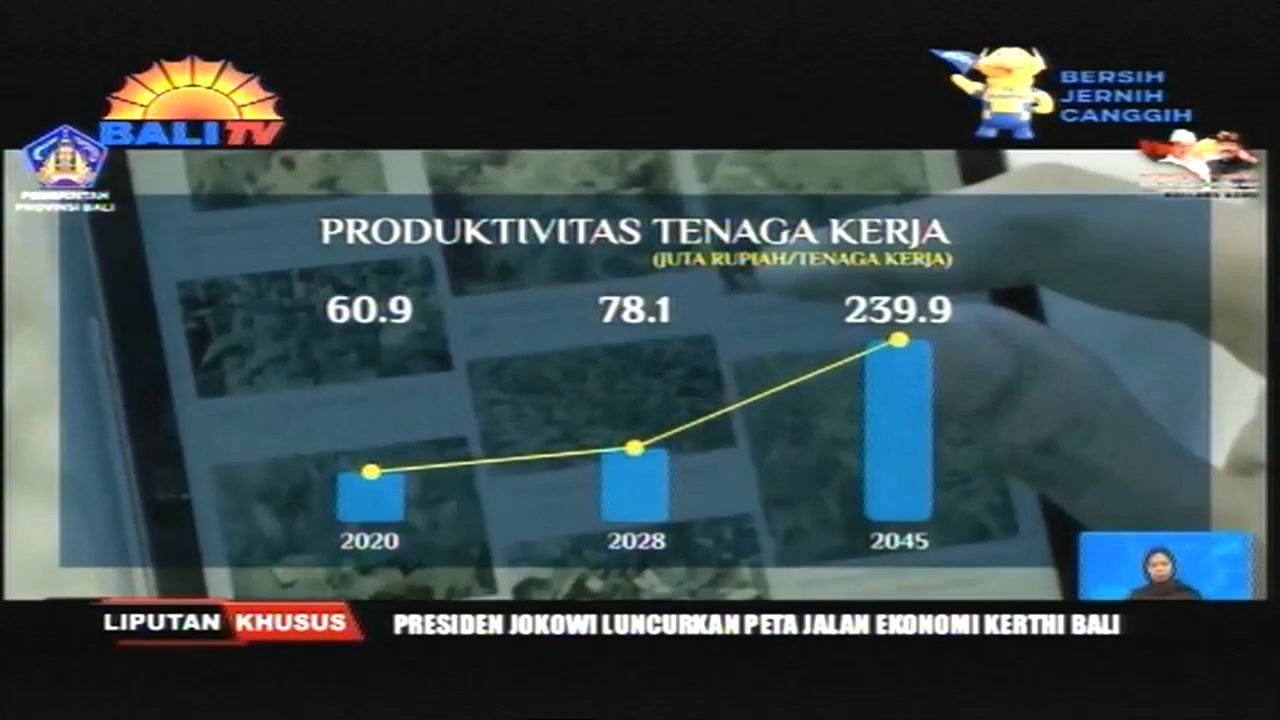 BALI TV
BERSIH
JERNIH
CANGGIH
PEMERINTAH
PROVINSI BALI
PRODUKTIVITAS TENAGA KERJA
(JUTA RUPIAH/TENAGA KERJA)
60.9
78.1
239.9
2020
2028
2045
LIPUTAN KHUSUS
PRESIDEN JOKOWI LUNCURKAN PETA JALAN EKONOMI KERTHI BALI